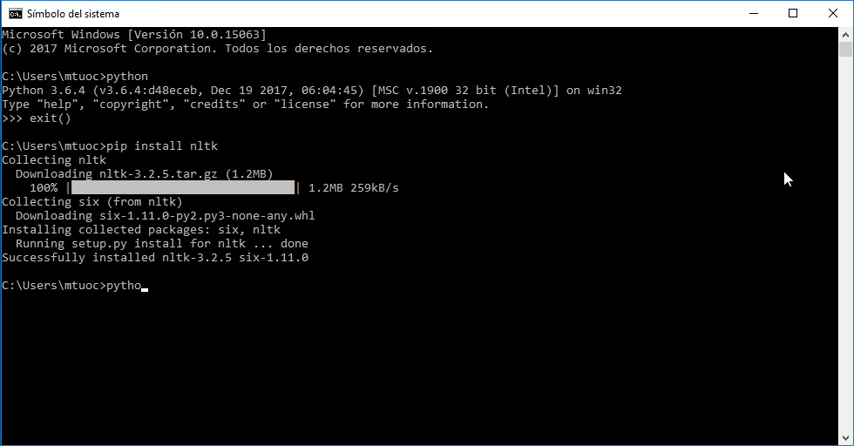 Símbolo del sistema
Microsoft Windows [Versión 10.0.15063]
(c) 2017 Microsoft Corporation. Todos los derechos reservados.
C:\Users\mtuoc>python
Python 3.6.4 (v3.6.4:d48eceb, Dec 19 2017, 06:04:45) [MSC v.1900 32 bit (Intel)] on win32
Type "help", "copyright", "credits" or "license" for more information.
>>> exit()
C:\Users\mtuoc>pip install nltk
Collecting nltk
  Downloading nltk-3.2.5.tar.gz (1.2MB)
    100% |████████████████████████████████| 1.2MB 259kB/s
Collecting six (from nltk)
  Downloading six-1.11.0-py2.py3-none-any.whl
Installing collected packages: six, nltk
  Running setup.py install for nltk ... done
Successfully installed nltk-3.2.5 six-1.11.0
C:\Users\mtuoc>pytho_